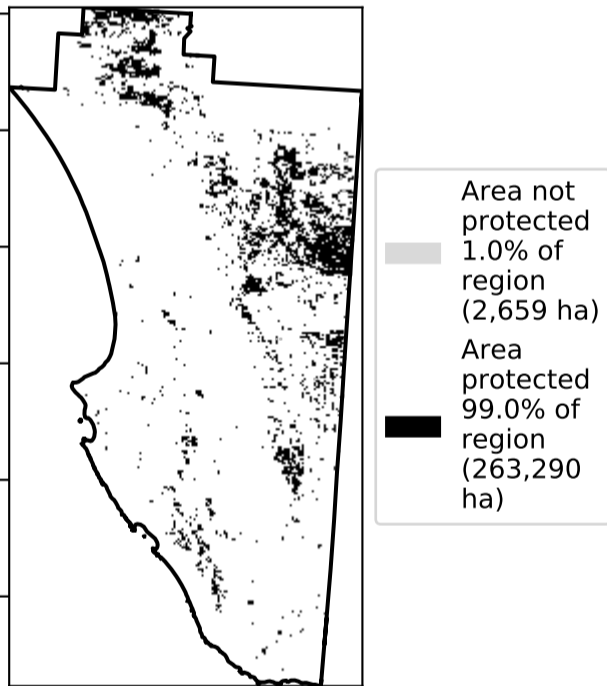 Area not
protected
1.0% of
region
(2,659 ha)
Area
protected
99.0% of
region
(263,290
ha)